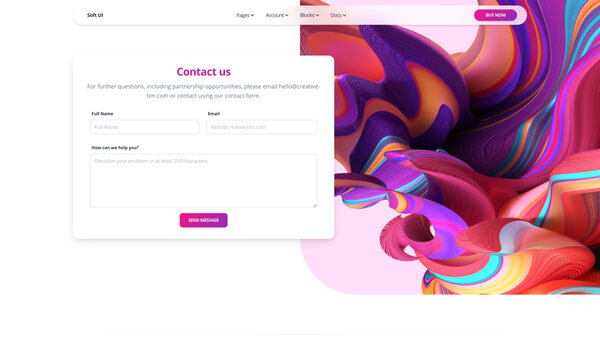 Soft UI
Pages
Account
Blocks
Docs
BUY NOW
Contact us
For further questions, including partnership opportunities, please email hello@creative-
tim.com or contact using our contact form.
Full Name
Email
Full Name
hello@creative-tim.com
How can we help you?
Describe your problem in at least 250 characters
SEND MESSAGE